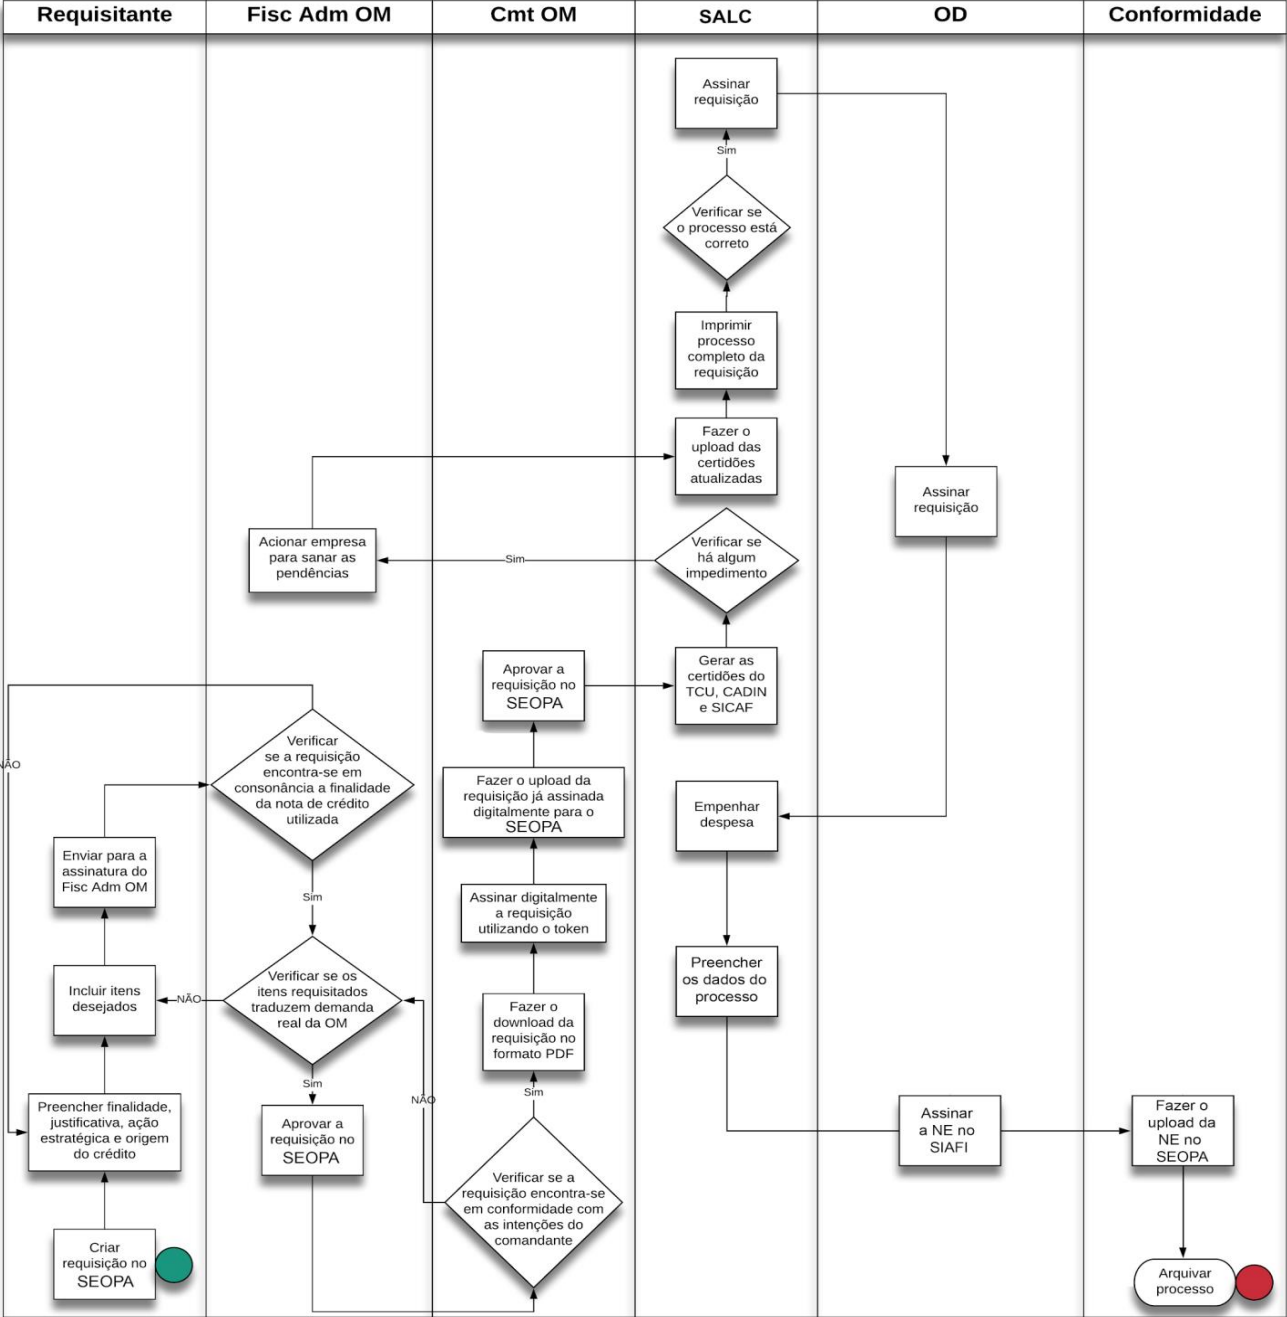 Requisitante
Fisc Adm OM
Cmt OM
SALC
OD
Conformidade
Assinar
requisição
Sim
Verificar se
o processo está
correto
Imprimir
processo
completo da
requisição
Fazer o
upload das
certidões
atualizadas
Assinar
requisição
Acionar empresa
para sanar as
pendências
Sim
Verificar se
há algum
impedimento
Aprovar a
requisição no
SEOPA
Gerar as
certidões do
TCU, CADIN
e SICAF
NÃO
Verificar
se a requisição
encontra-se em
consonância a finalidade
da nota de crédito
utilizada
Fazer o upload da
requisição já assinada
digitalmente para o
SEOPA
Empenhar
despesa
Enviar para a
assinatura do
Fisc Adm OM
Sim
Assinar digitalmente
a requisição
utilizando o token
Incluir itens
desejados
NÃO
Verificar se os
itens requisitados
traduzem demanda
real da OM
Preencher
os dados do
processo
Fazer o
download da
requisição no
formato PDF
Sim
Sim
NÃO
Preencher finalidade,
justificativa, ação
estratégica e origem
do crédito
Aprovar a
requisição no
SEOPA
Assinar
a NE no
SIAFI
Fazer o
upload da
NE no
SEOPA
Verificar se a
requisição encontra-se
em conformidade com
as intenções do
comandante
Criar
requisição no
SEOPA
Arquivar
processo